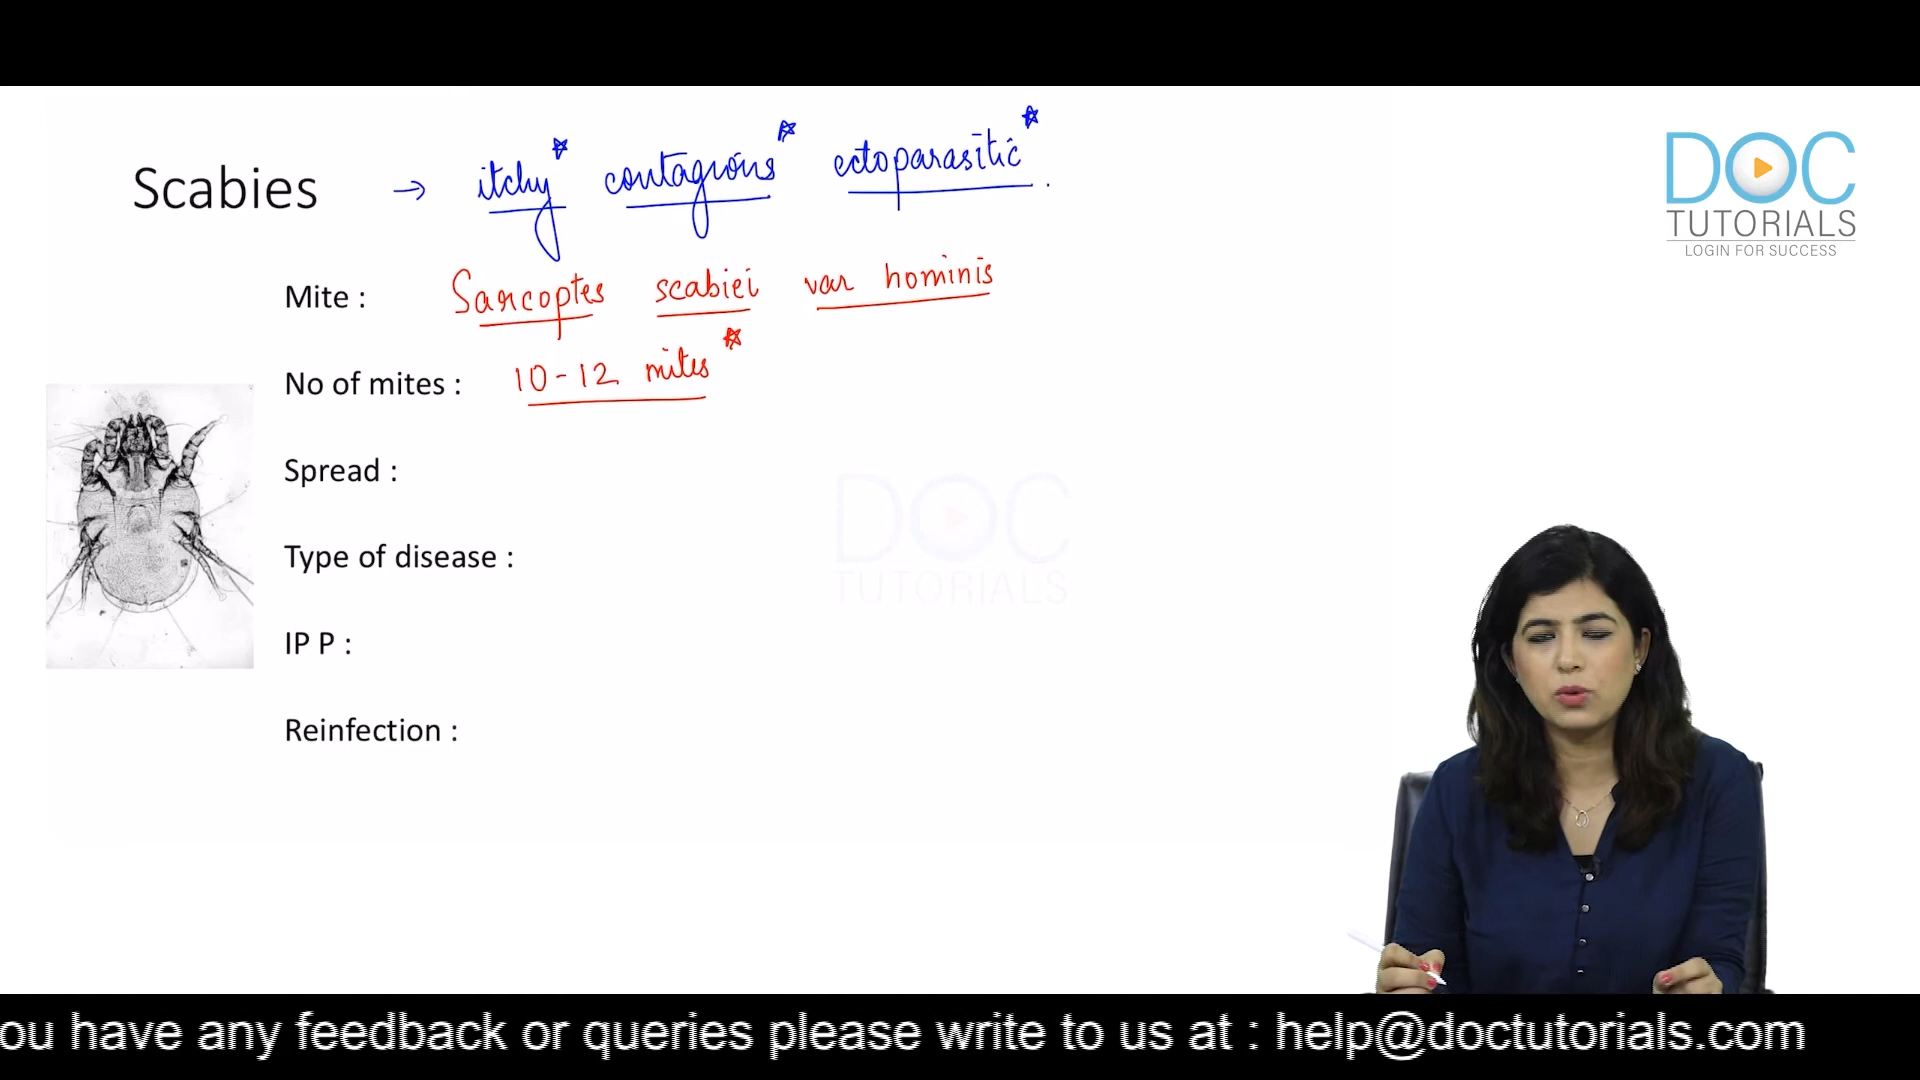 Scabies → itchy contagious ectoparasitic.
DOC
TUTORIALS
LOGIN FOR SUCCESS
Mite : Sarcoptes scabiei var hominis
No of mites : 10-12 mites
Spread :
DOC
TUTORIALS
Type of disease :
IP P :
Reinfection :
ou have any feedback or queries please write to us at : help@doctutorials.com